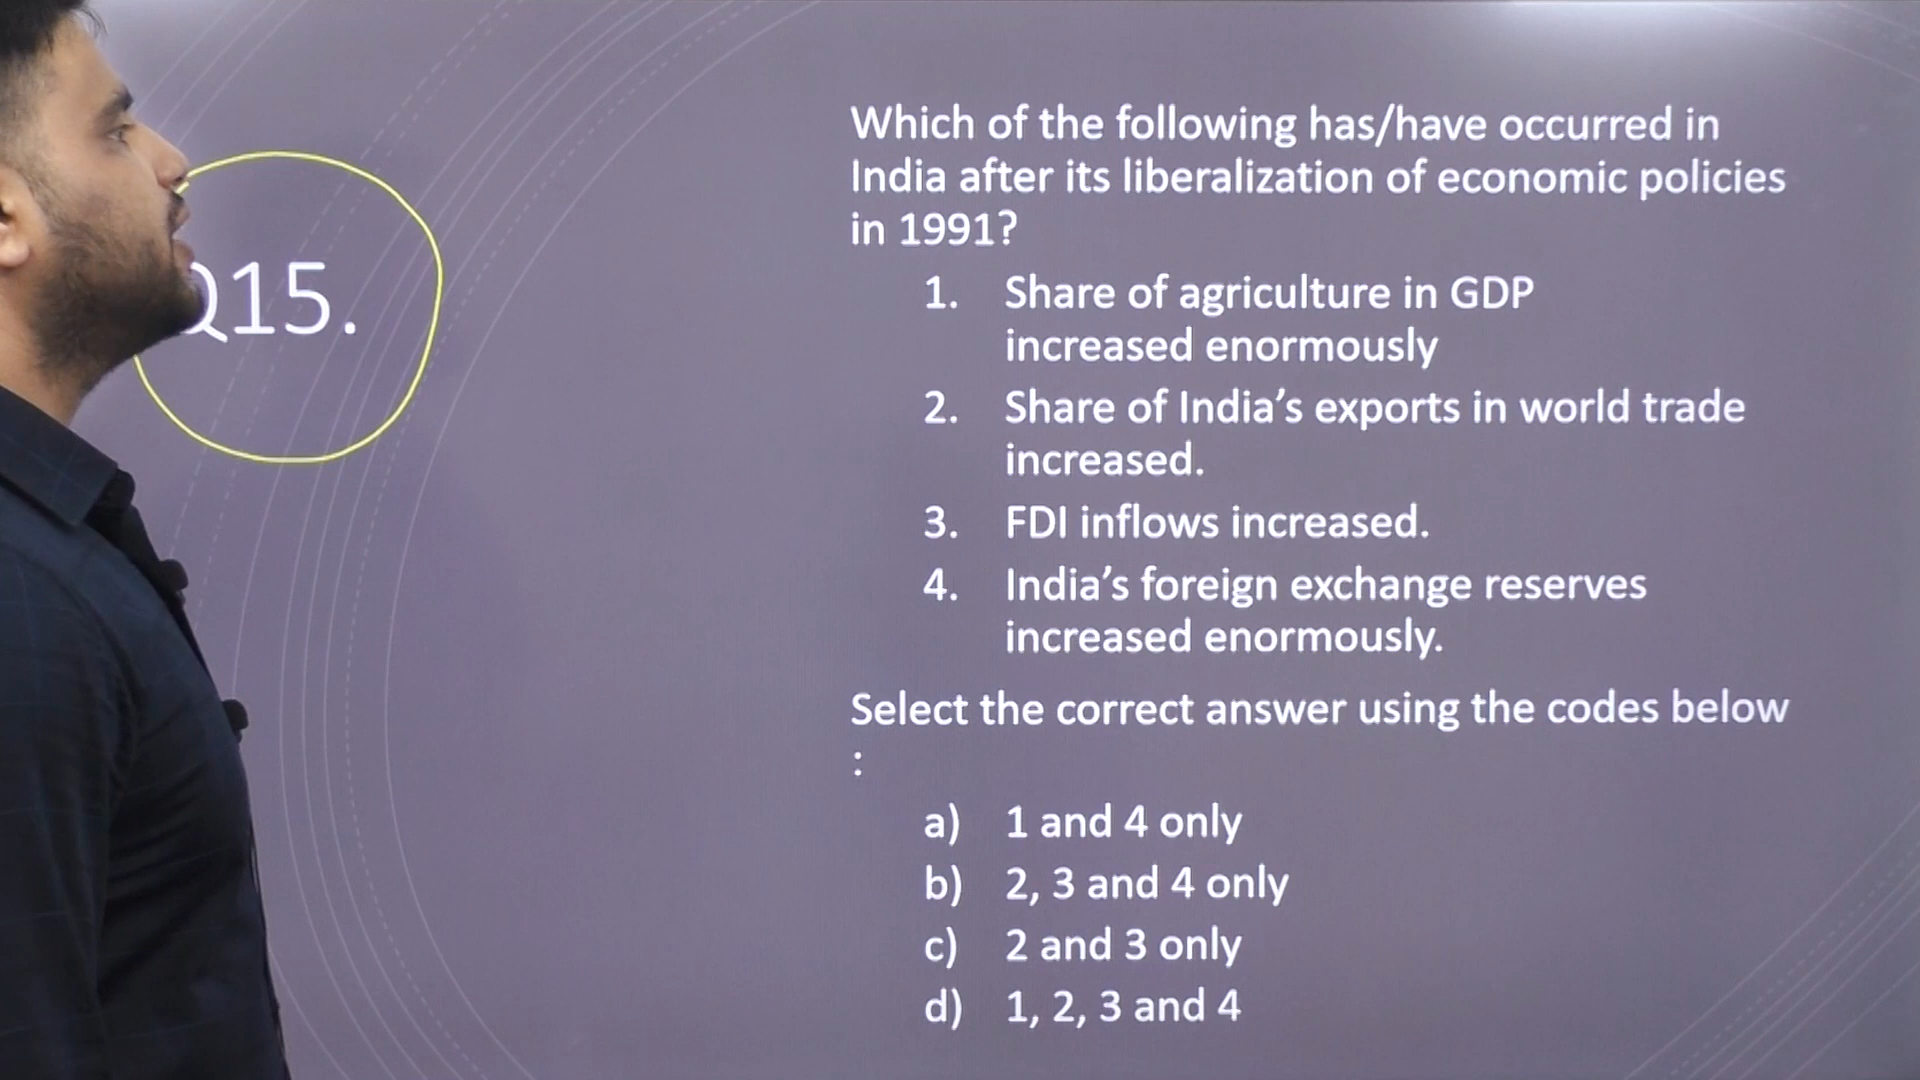 Q15.
Which of the following has/have occurred in
India after its liberalization of economic policies
in 1991?
1. Share of agriculture in GDP
increased enormously
2. Share of India's exports in world trade
increased.
3. FDI inflows increased.
4. India's foreign exchange reserves
increased enormously.
Select the correct answer using the codes below
:
a) 1 and 4 only
b) 2, 3 and 4 only
c) 2 and 3 only
d) 1, 2, 3 and 4